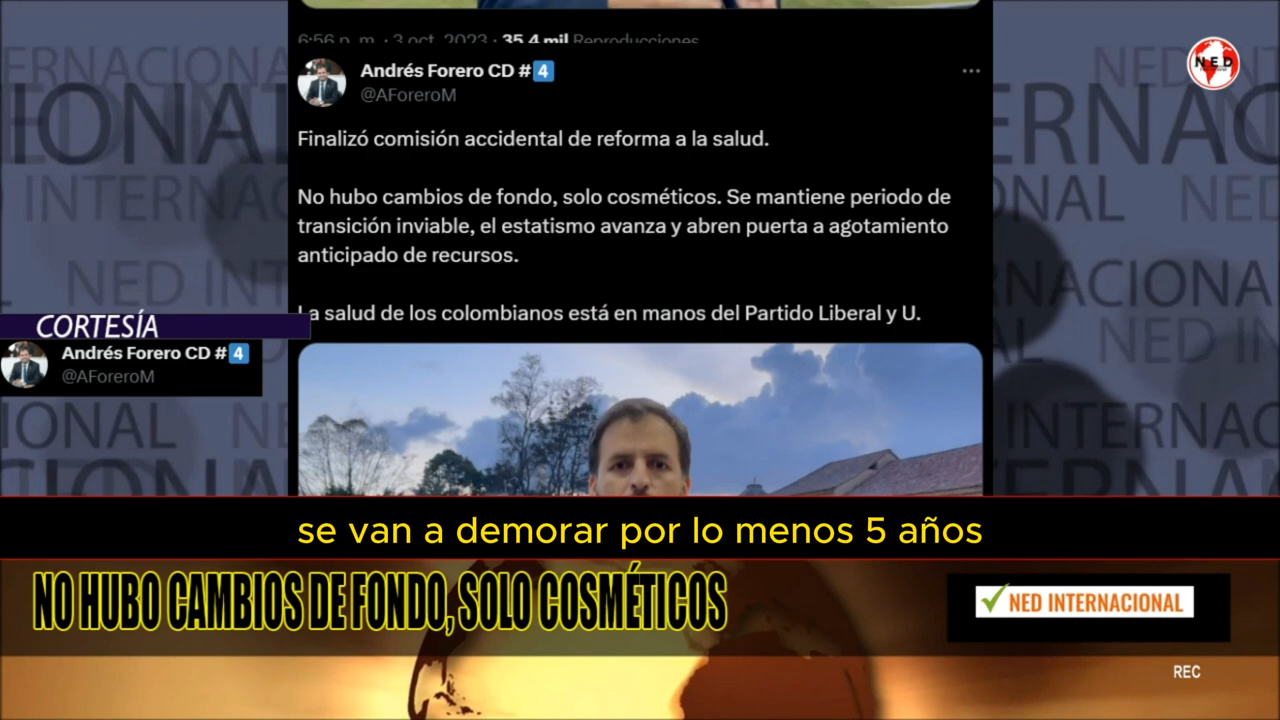 6:56 p. m. · 3 oct. 2023 · 35,4 mil Reproducciones
Andrés Forero CD #4
@AForeroM
Finalizó comisión accidental de reforma a la salud.
No hubo cambios de fondo, solo cosméticos. Se mantiene periodo de
transición inviable, el estatismo avanza y abren puerta a agotamiento
anticipado de recursos.
La salud de los colombianos está en manos del Partido Liberal y U.
NED
CORTESÍA
Andrés Forero CD #4
@AForeroM
se van a demorar por lo menos 5 años
NO HUBO CAMBIOS DE FONDO, SOLO COSMÉTICOS
NED INTERNACIONAL
REC